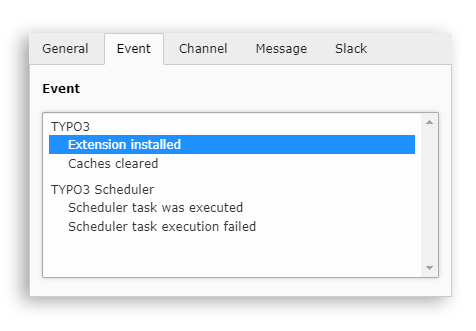 General Event Channel Message Slack
Event
TYPO3
Extension installed
Caches cleared
TYPO3 Scheduler
Scheduler task was executed
Scheduler task execution failed